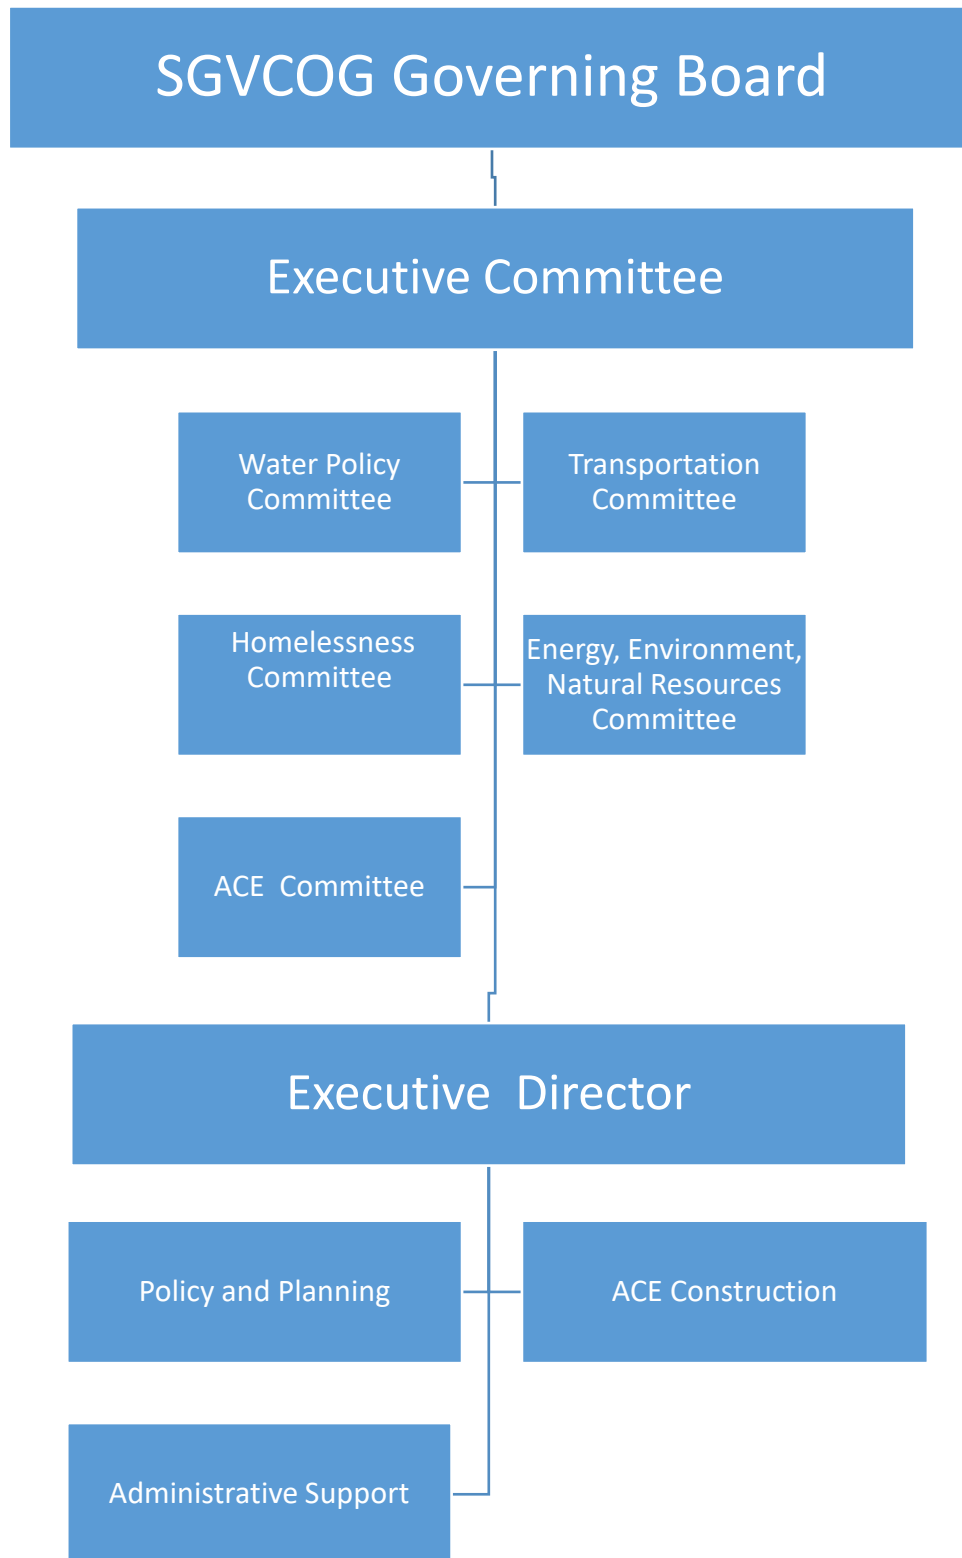 SGVCOG Governing Board
Executive Committee
Water Policy
Committee
Transportation
Committee
Homelessness
Committee
Energy, Environment,
Natural Resources
Committee
ACE  Committee
Executive  Director
Policy and Planning
ACE Construction
Administrative Support